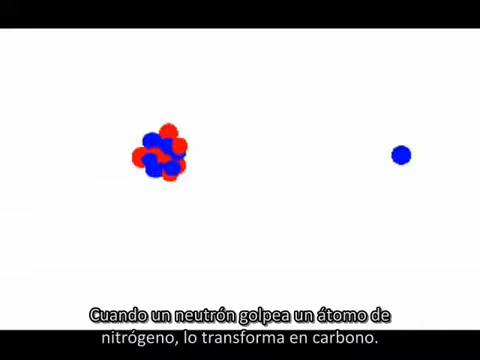 Cuando un neutrón golpea un átomo de
nitrógeno, lo transforma en carbono.